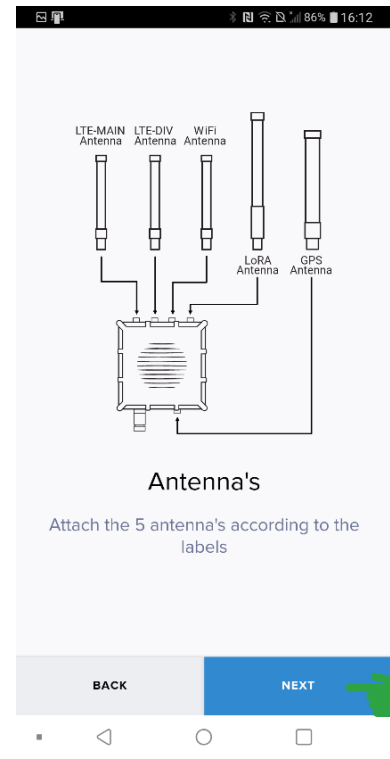 86% 16:12
LTE-MAIN Antenna
LTE-DIV Antenna
WiFi Antenna
LoRA Antenna
GPS Antenna
Antenna's
Attach the 5 antenna's according to the
labels
BACK
NEXT